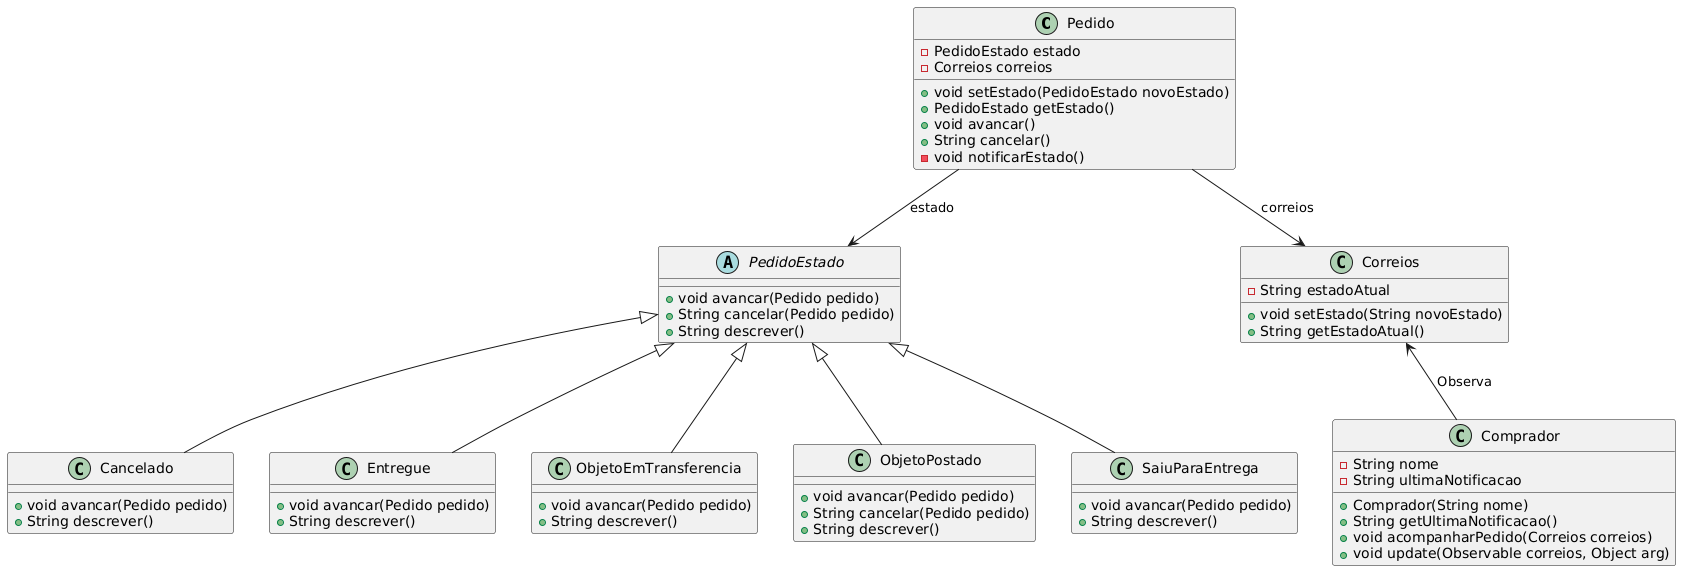 C Pedido
PedidoEstado estado
Correios correios
void setEstado(PedidoEstado novoEstado)
PedidoEstado getEstado()
void avancar()
String cancelar()
void notificarEstado()
estado
correios
A PedidoEstado
void avancar(Pedido pedido)
String cancelar(Pedido pedido)
String descrever()
C Correios
String estadoAtual
void setEstado(String novoEstado)
String getEstadoAtual()
Observa
C Cancelado
void avancar(Pedido pedido)
String descrever()
C Entregue
void avancar(Pedido pedido)
String descrever()
C ObjetoEmTransferencia
void avancar(Pedido pedido)
String descrever()
C ObjetoPostado
void avancar(Pedido pedido)
String cancelar(Pedido pedido)
String descrever()
C SaiuParaEntrega
void avancar(Pedido pedido)
String descrever()
C Comprador
String nome
String ultimaNotificacao
Comprador(String nome)
String getUltimaNotificacao()
void acompanharPedido(Correios correios)
void update(Observable correios, Object arg)